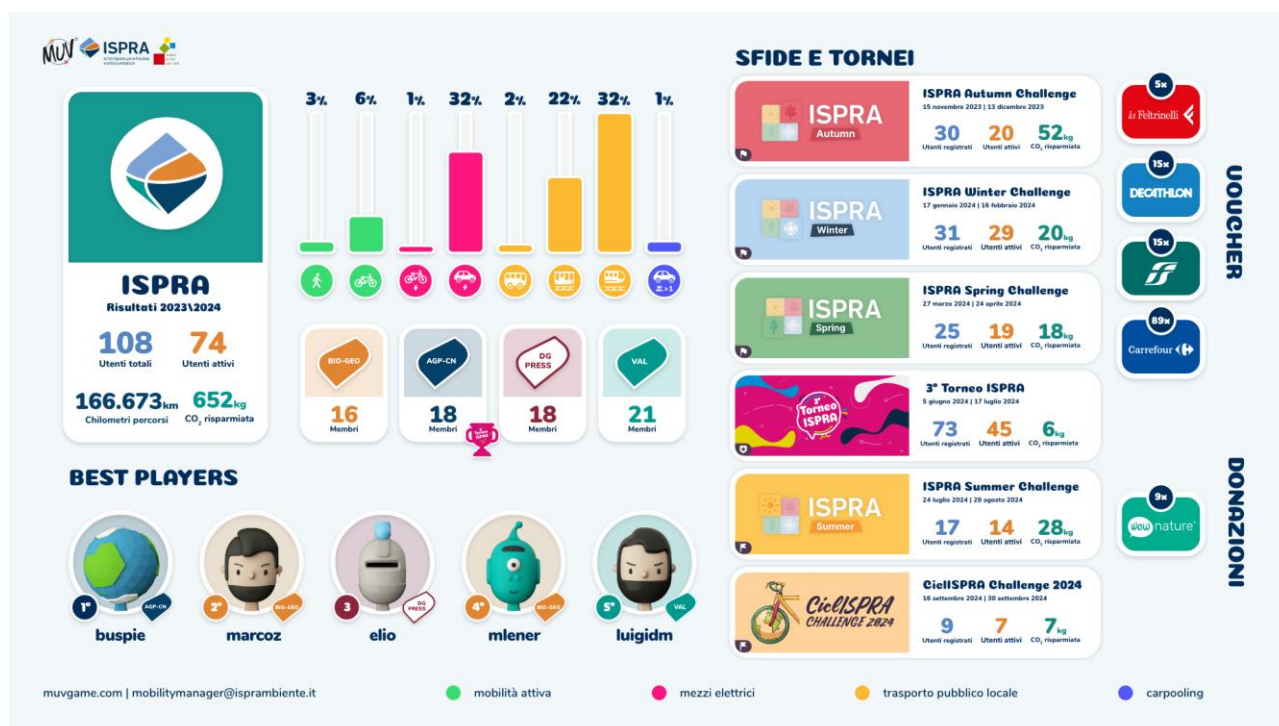 MUV
ISPRA
ISPRA
Risultati 2023\2024
108
Utenti totali
74
Utenti attivi
166.673km
Chilometri percorsi
652kg
CO2 risparmiata
3%
6%
1%
32%
2%
22%
32%
1%
BIO-GEO
16
Membri
AGP-CN
18
Membri
3° Torneo ISPRA
DG
PRESS
18
Membri
VAL
21
Membri
BEST PLAYERS
1°
AGP-CN
buspie
2°
BIO-GEO
marcoz
3
DG
PRESS
elio
4°
BIO-GEO
mlener
5°
VAL
luigidm
SFIDE E TORNEI
ISPRA
Autumn
ISPRA Autumn Challenge
15 novembre 2023 | 13 dicembre 2023
30
Utenti registrati
20
Utenti attivi
52kg
CO2 risparmiata
ISPRA
Winter
ISPRA Winter Challenge
17 gennaio 2024 | 16 febbraio 2024
31
Utenti registrati
29
Utenti attivi
20kg
CO2 risparmiata
ISPRA
Spring
ISPRA Spring Challenge
27 marzo 2024 | 24 aprile 2024
25
Utenti registrati
19
Utenti attivi
18kg
CO2 risparmiata
3°
Torneo
ISPRA
3° Torneo ISPRA
5 giugno 2024 | 17 luglio 2024
73
Utenti registrati
45
Utenti attivi
6kg
CO2 risparmiata
ISPRA
Summer
ISPRA Summer Challenge
24 luglio 2024 | 28 agosto 2024
17
Utenti registrati
14
Utenti attivi
28kg
CO2 risparmiata
CiclISPRA
CHALLENGE 2024
CiclISPRA Challenge 2024
16 settembre 2024 | 30 settembre 2024
9
Utenti registrati
7
Utenti attivi
7kg
CO2 risparmiata
VOUCHER
5x
la Feltrinelli
15x
DECATHLON
15x
89x
Carrefour
DONAZIONI
9x
wow nature
muvgame.com | mobilitymanager@isprambiente.it
mobilità attiva
mezzi elettrici
trasporto pubblico locale
carpooling